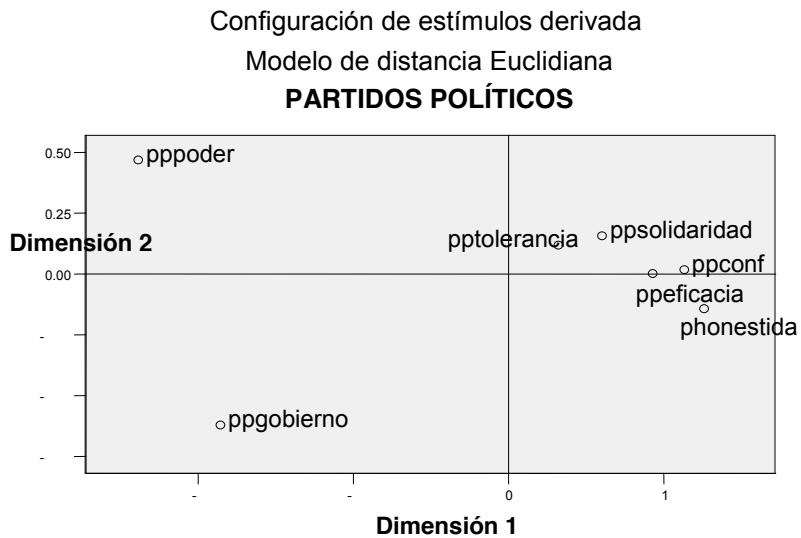 Configuración de estímulos derivada
Modelo de distancia Euclidiana
PARTIDOS POLÍTICOS
0.50
pppoder
0.25
Dimensión 2
pptolerancia
ppsolidaridad
0.00
ppconf
ppeficacia
phonestida
-
-
ppgobierno
-
-
-
0
1
Dimensión 1